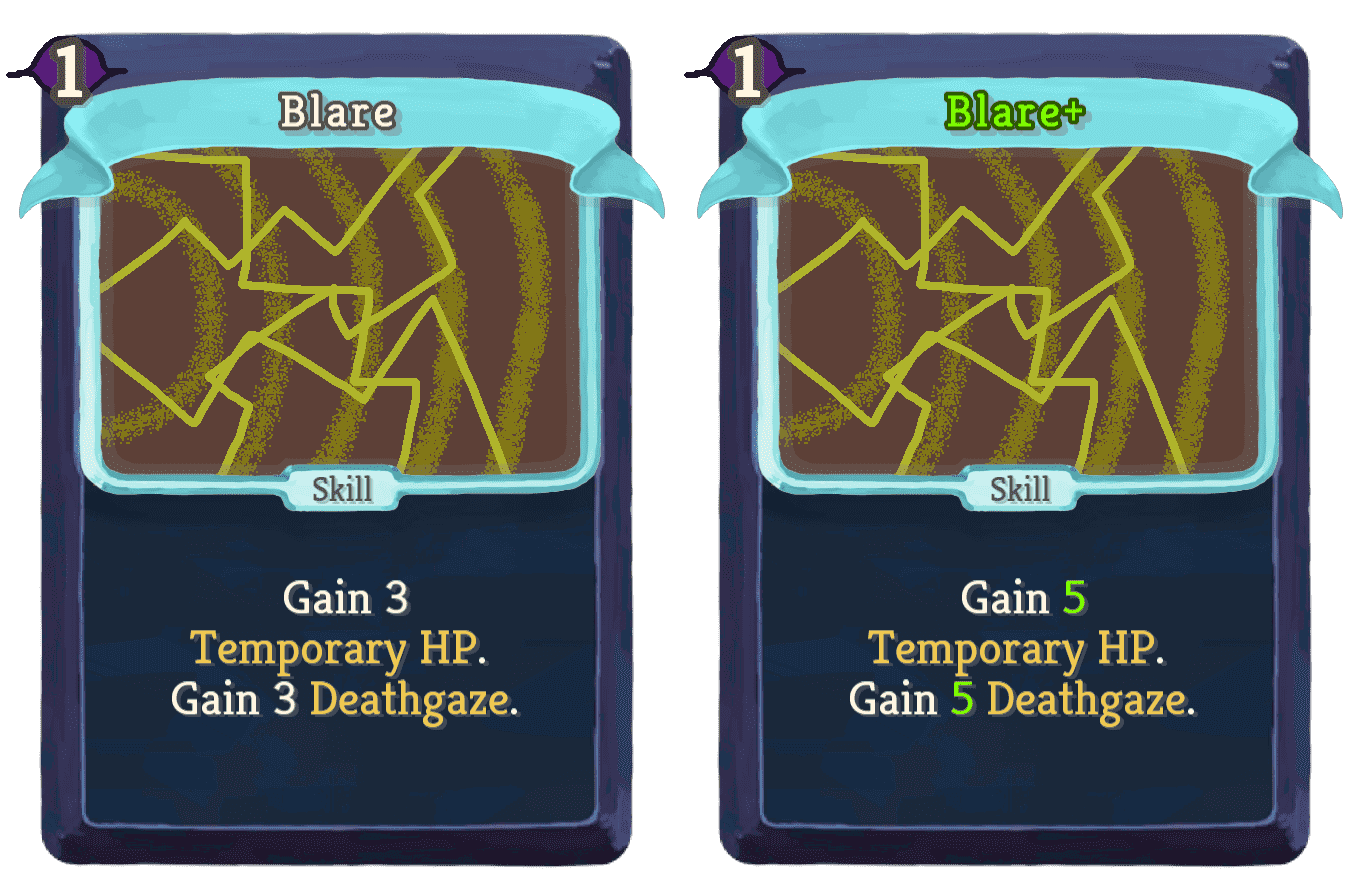 1
Blare
Skill
Gain 3
Temporary HP.
Gain 3 Deathgaze.
1
Blare+
Skill
Gain 5
Temporary HP.
Gain 5 Deathgaze.